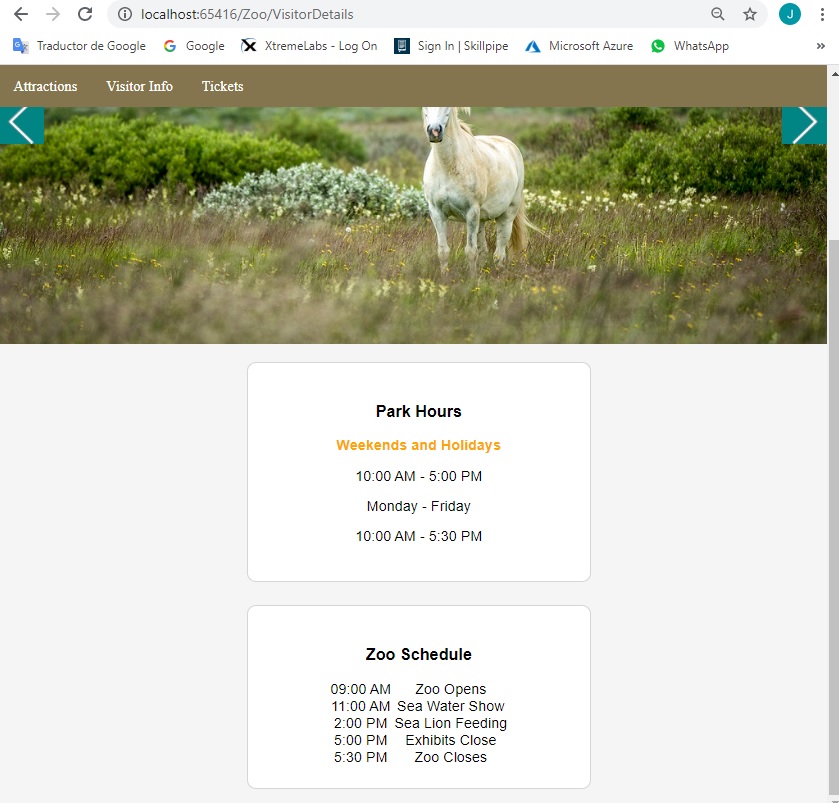 localhost:65416/Zoo/VisitorDetails
J
Traductor de Google Google XtremeLabs - Log On Sign In | Skillpipe Microsoft Azure WhatsApp »
Attractions Visitor Info Tickets
Park Hours
Weekends and Holidays
10:00 AM - 5:00 PM
Monday - Friday
10:00 AM - 5:30 PM
Zoo Schedule
09:00 AM Zoo Opens
11:00 AM Sea Water Show
2:00 PM Sea Lion Feeding
5:00 PM Exhibits Close
5:30 PM Zoo Closes